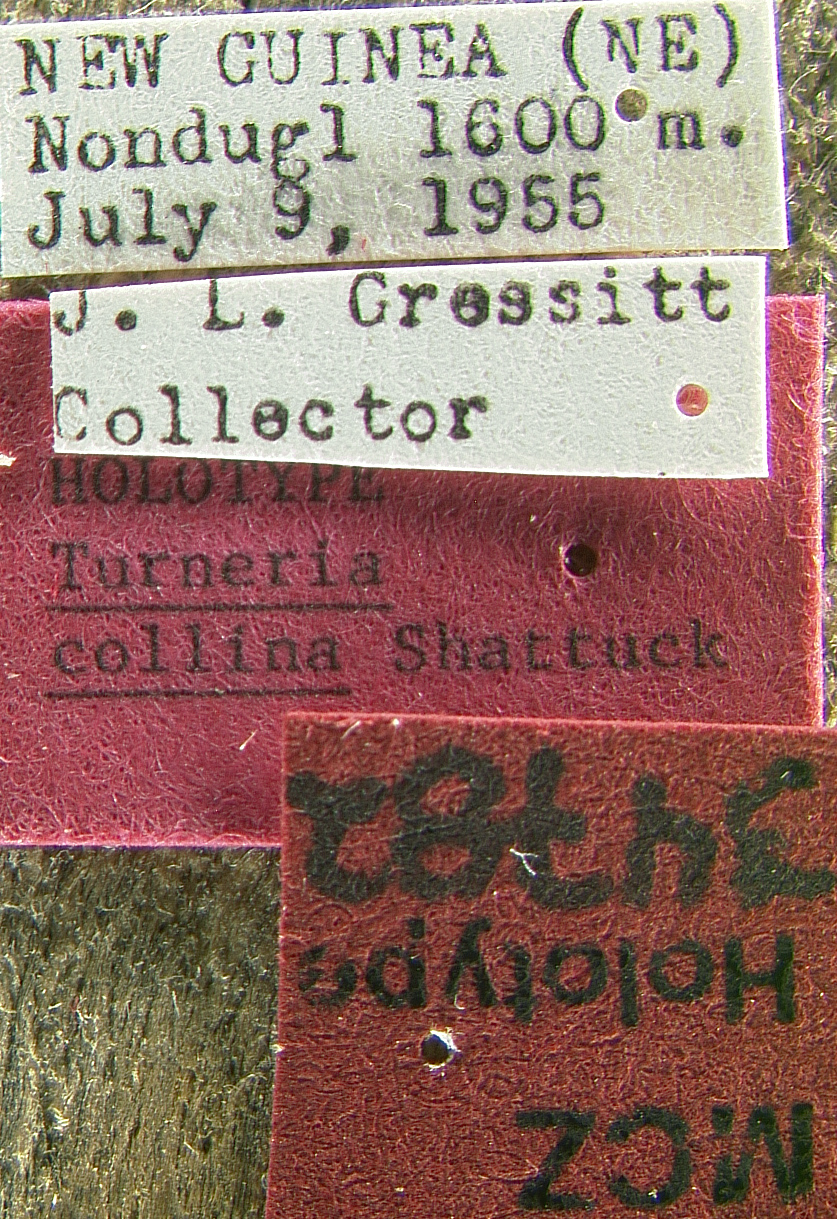 NEW GUINEA (NE)
Nondugl 1600 m.
July 9, 1955
J. L. Gressitt
Collector
HOLOTYPE
Turneria
collina Shattuck
MCZ
Holotype